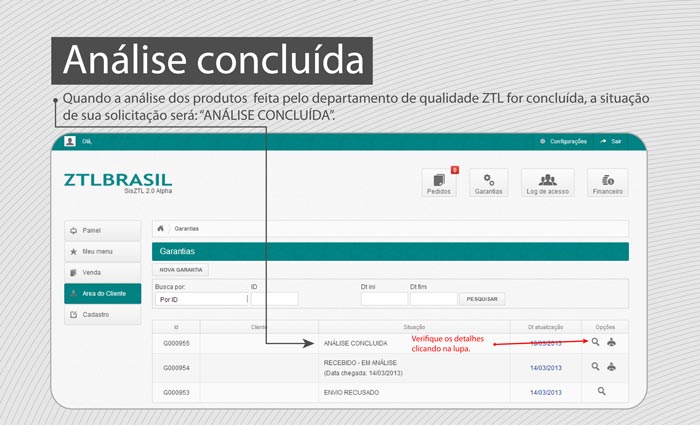 Análise concluída
Quando a análise dos produtos  feita pelo departamento de qualidade ZTL for concluída, a situação
de sua solicitação será: “ANÁLISE CONCLUÍDA”.
Olá,
Configurações
Sair
ZTLBRASIL
SisZTL 2.0 Alpha
0
Pedidos
Garantias
Log de acesso
Financeiro
Painel
Meu menu
Venda
Area do Cliente
Cadastro
Garantias
Garantias
NOVA GARANTIA
Busca por:
ID
Dt ini
Dt fim
Por ID
PESQUISAR
Id
Cliente
Situação
Dt atualização
Opções
G000955
ANÁLISE CONCLUIDA
Verifique os detalhes
clicando na lupa.
18/03/2013
G000954
RECEBIDO - EM ANÁLISE
(Data chegada: 14/03/2013)
14/03/2013
G000953
ENVIO RECUSADO
14/03/2013